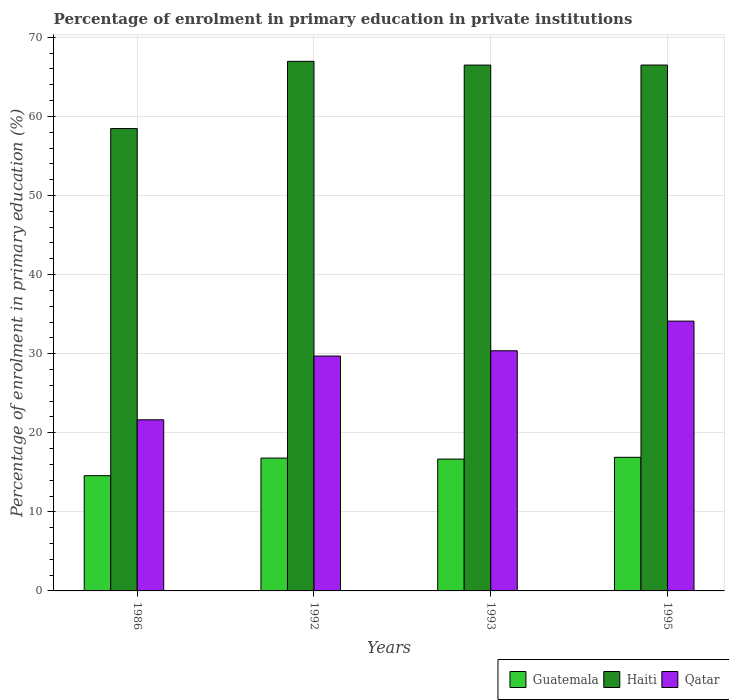 Percentage of enrolment in primary education in private institutions
Percentage of enrolment in primary education (%)
70
60
50
40
30
20
10
0
1986
1992
1993
1995
Years
Guatemala
Haiti
Qatar